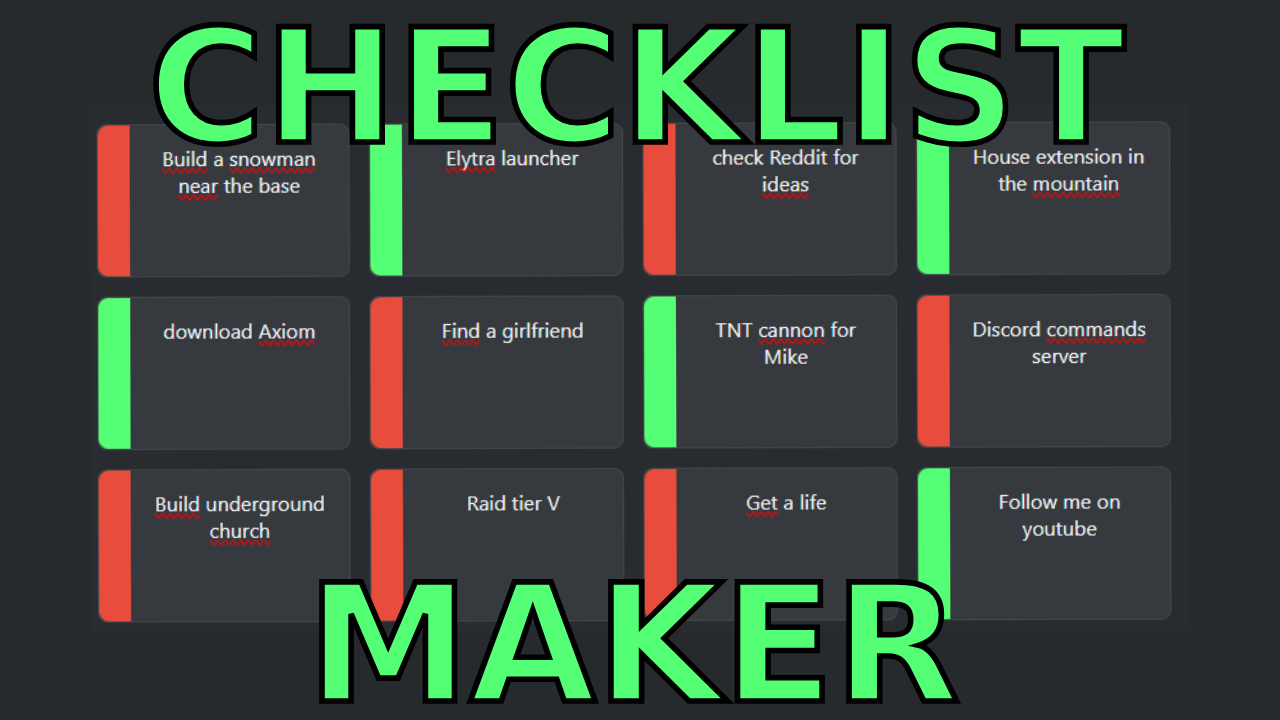 CHECKLIST
Build a snowman
near the base
Elytra launcher
check Reddit for
ideas
House extension in
the mountain
download Axiom
Find a girlfriend
TNT cannon for
Mike
Discord commands
server
Build underground
church
Raid tier V
Get a life
Follow me on
youtube
MAKER